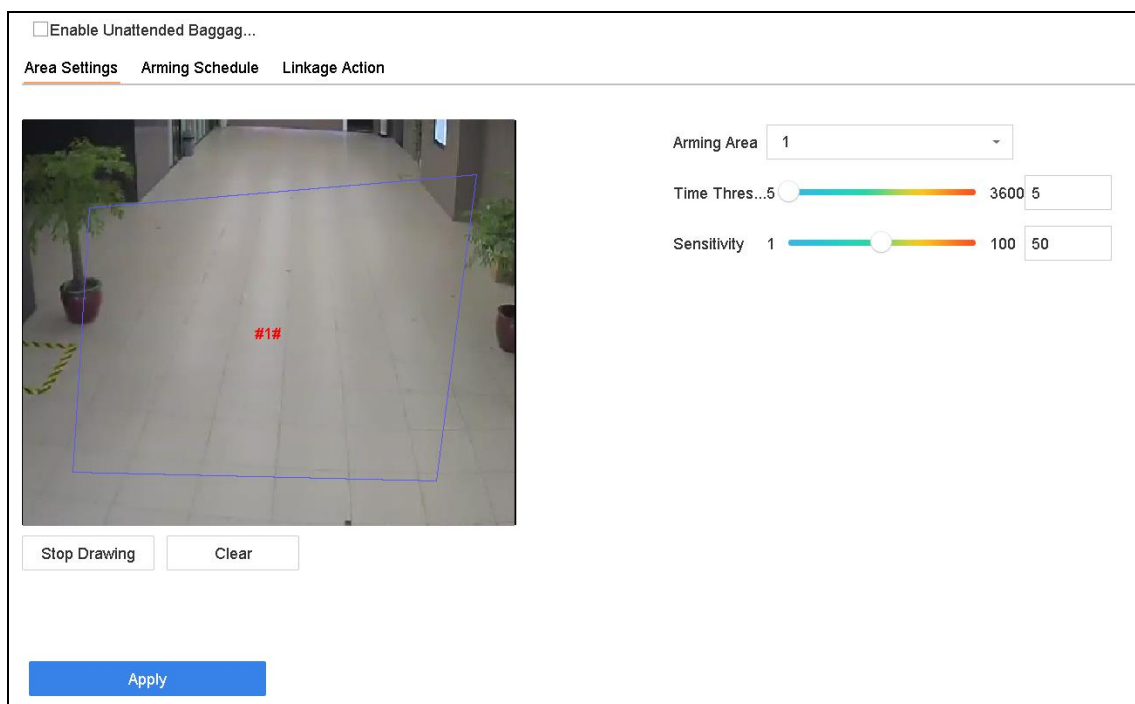 Enable Unattended Baggag...
Area Settings Arming Schedule Linkage Action
Arming Area 1
Time Thres...5 3600 5
Sensitivity 1 100 50
#1#
Stop Drawing Clear
Apply